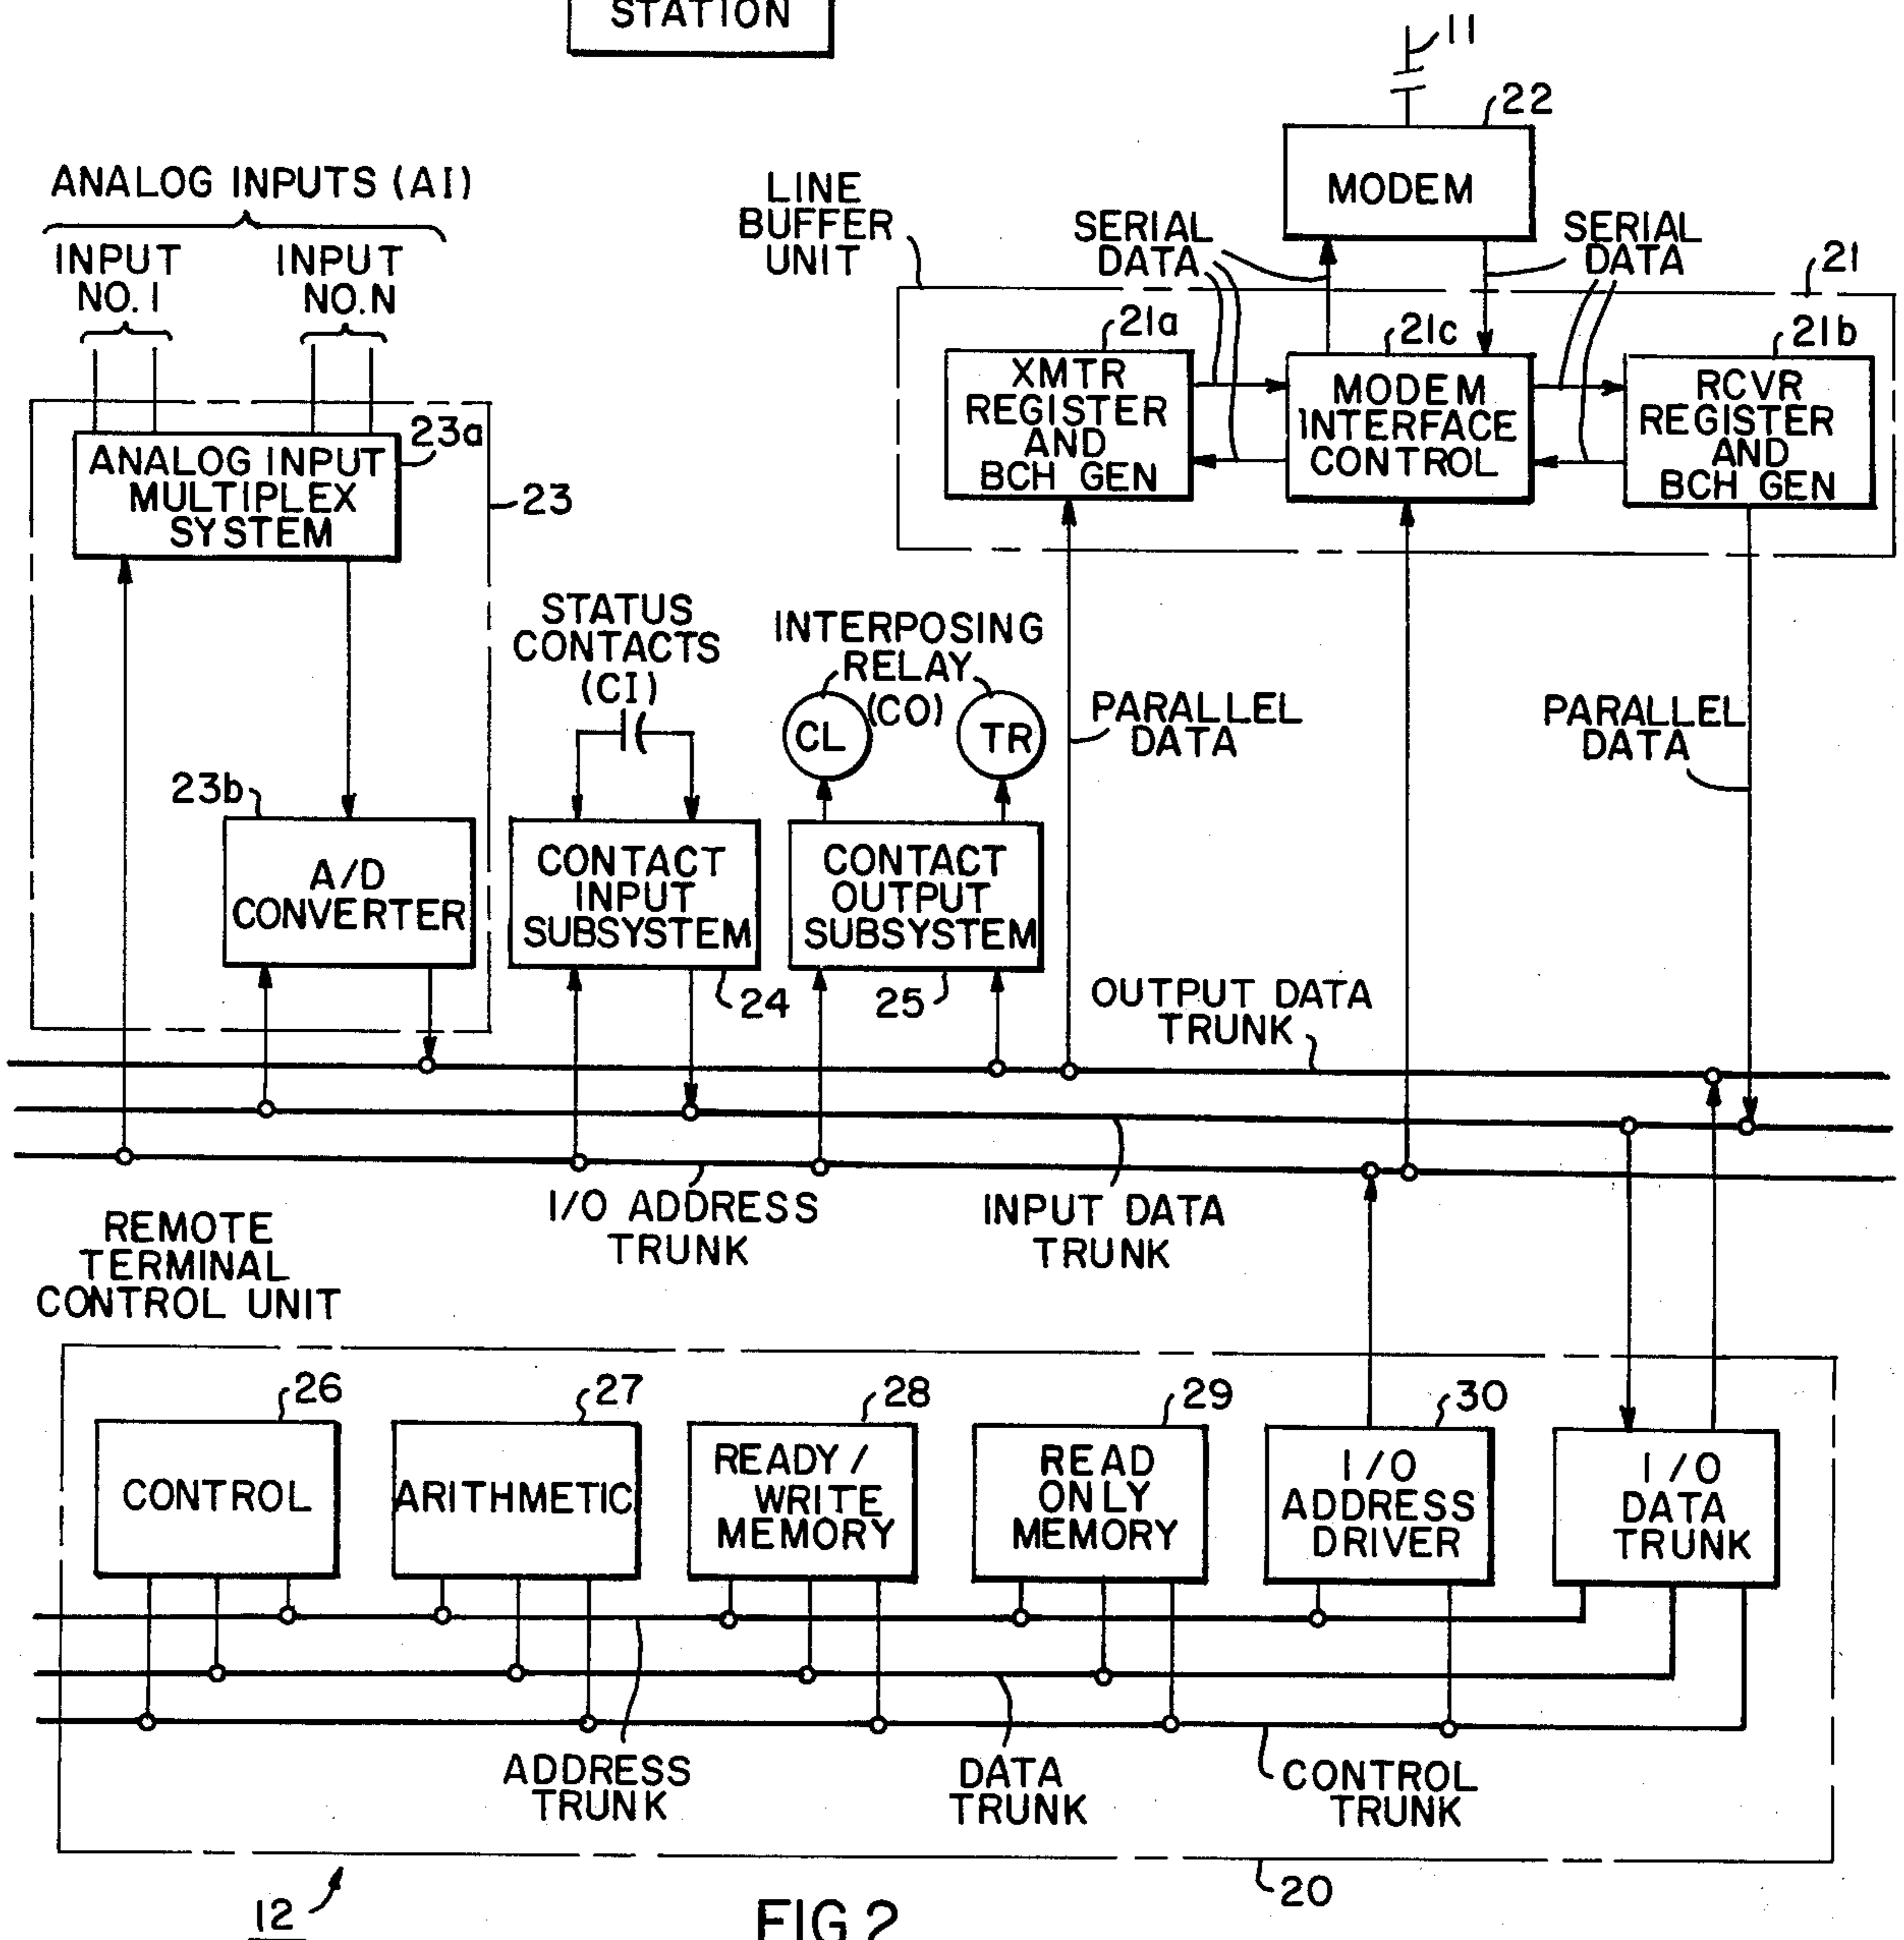 STATION
11
22
MODEM
ANALOG INPUTS (AI)
INPUT
NO. 1
INPUT
NO. N
LINE
BUFFER
UNIT
SERIAL
DATA
SERIAL
DATA
21
21a
21c
21b
XMTR
REGISTER
AND
BCH GEN
MODEM
INTERFACE
CONTROL
RCVR
REGISTER
AND
BCH GEN
23a
ANALOG INPUT
MULTIPLEX
SYSTEM
23
STATUS
CONTACTS
(CI)
INTERPOSING
RELAY
(CO)
CL
TR
PARALLEL
DATA
PARALLEL
DATA
23b
A/D
CONVERTER
CONTACT
INPUT
SUBSYSTEM
CONTACT
OUTPUT
SUBSYSTEM
24
25
OUTPUT DATA
TRUNK
I/O ADDRESS
TRUNK
INPUT DATA
TRUNK
REMOTE
TERMINAL
CONTROL UNIT
26
27
28
29
30
CONTROL
ARITHMETIC
READY /
WRITE
MEMORY
READ
ONLY
MEMORY
I/O
ADDRESS
DRIVER
I/O
DATA
TRUNK
ADDRESS
TRUNK
DATA
TRUNK
CONTROL
TRUNK
20
12
FIG 2